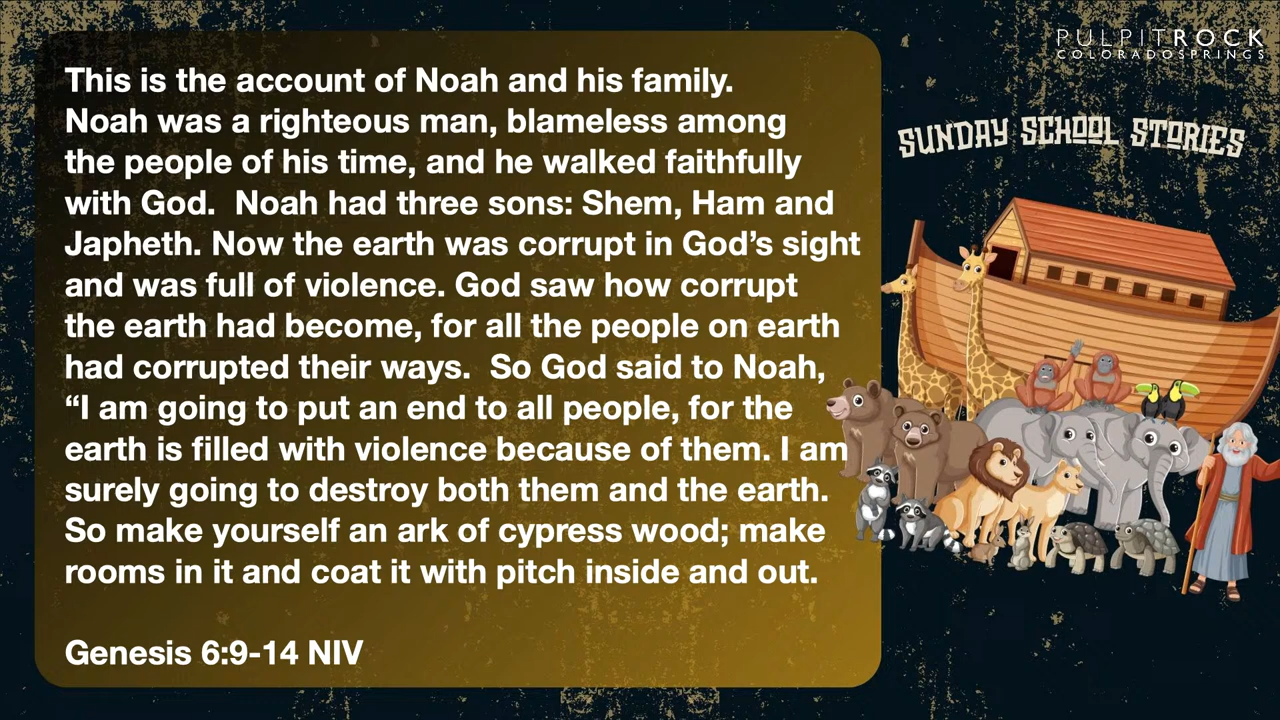 PULPITROCK
COLORADOSPRINGS
SUNDAY SCHOOL STORIES
This is the account of Noah and his family.
Noah was a righteous man, blameless among
the people of his time, and he walked faithfully
with God.  Noah had three sons: Shem, Ham and
Japheth. Now the earth was corrupt in God’s sight
and was full of violence. God saw how corrupt
the earth had become, for all the people on earth
had corrupted their ways.  So God said to Noah,
“I am going to put an end to all people, for the
earth is filled with violence because of them. I am
surely going to destroy both them and the earth.
So make yourself an ark of cypress wood; make
rooms in it and coat it with pitch inside and out.
Genesis 6:9-14 NIV